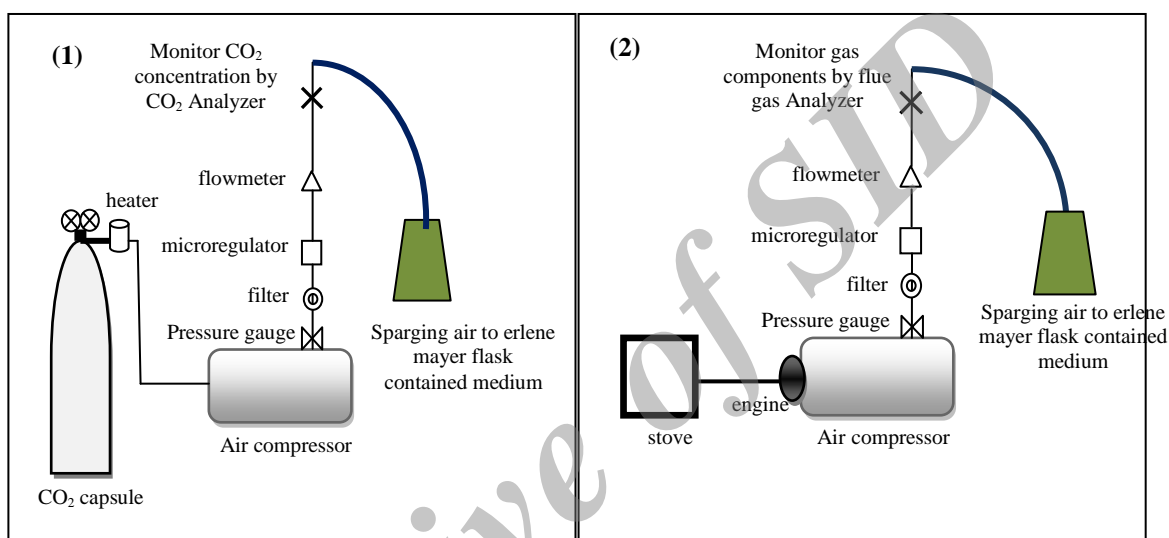 (1)
Monitor CO₂
concentration by
CO₂ Analyzer
flowmeter
heater
microregulator
filter
Pressure gauge
Sparging air to erlene
mayer flask
contained medium
Air compressor
CO₂ capsule
(2)
Monitor gas
components by flue
gas Analyzer
flowmeter
microregulator
filter
Pressure gauge
Sparging air to erlene
mayer flask contained
medium
engine
stove
Air compressor
ive of SID